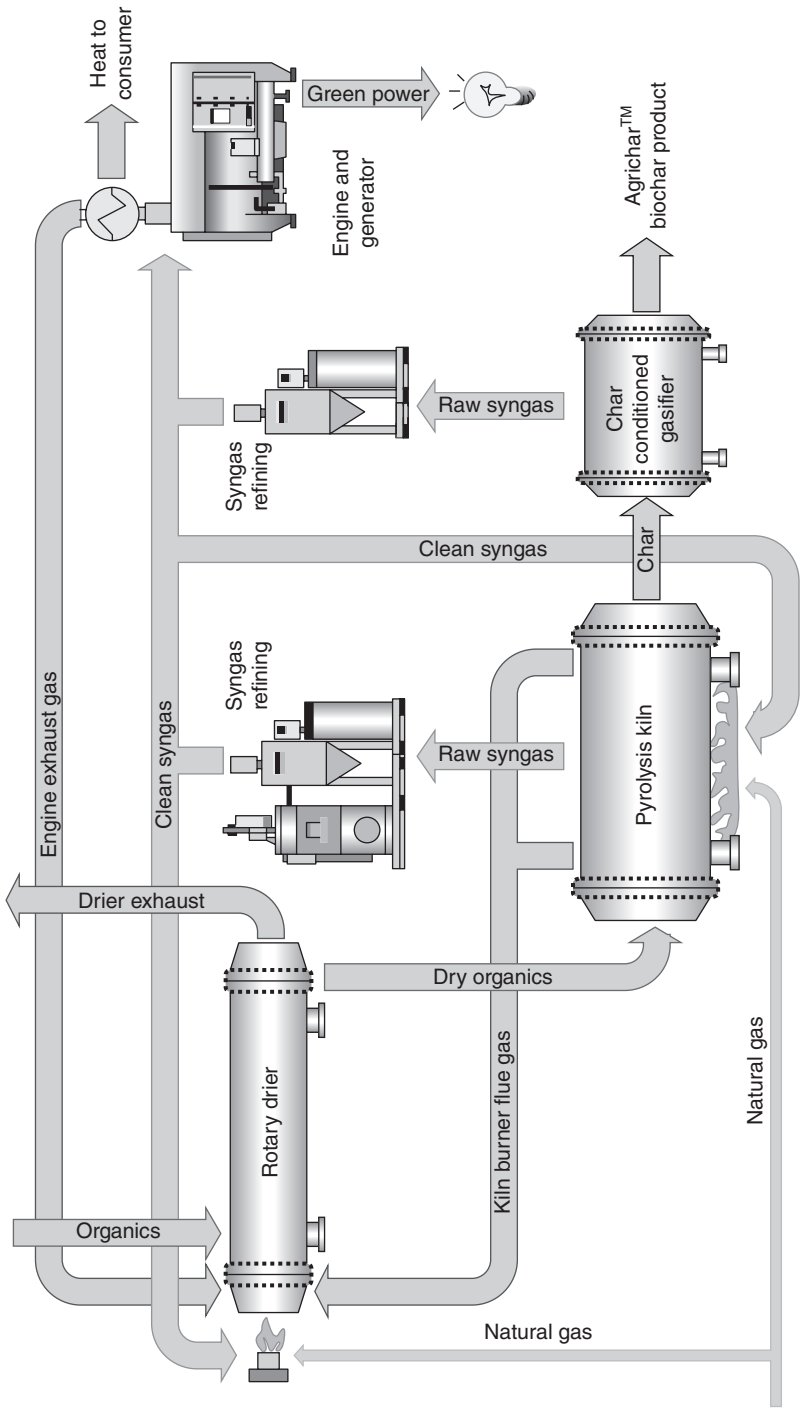 Heat to
consumer
Green power
Engine and
generator
Agrichar™
biochar product
Syngas
refining
Raw syngas
Char
conditioned
gasifier
Clean syngas
Char
Engine exhaust gas
Clean syngas
Syngas
refining
Raw syngas
Pyrolysis kiln
Drier exhaust
Dry organics
Rotary drier
Kiln burner flue gas
Natural gas
Organics
Natural gas